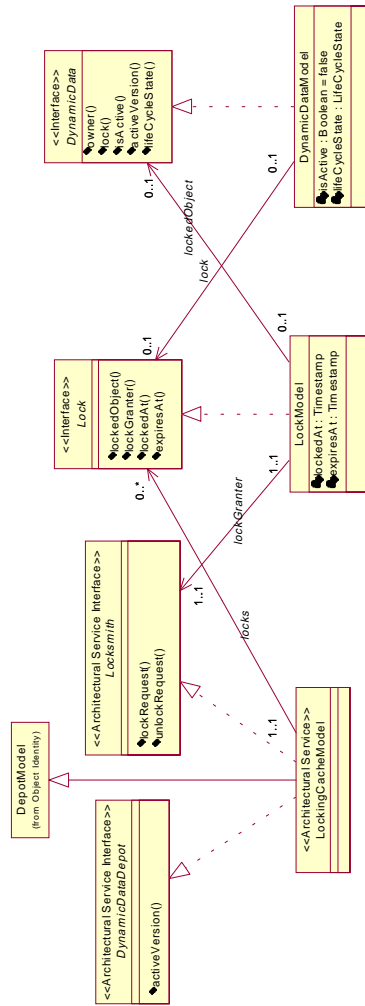 DepotModel
(from Object Identity)
<<Architectural Service Interface>>
DynamicDataDepot
activeVersion()
<<Architectural Service Interface>>
Locksmith
lockRequest()
unlockRequest()
<<Interface>>
Lock
lockedObject()
lockGranter()
lockedAt()
expiresAt()
<<Interface>>
DynamicData
owner()
lock()
isActive()
activeVersion()
lifeCycleState()
1..1
0..*
0..1
0..1
lockGranter
locks
lock
lockedObject
1..1
1..1
0..1
0..1
<<Architectural Service>>
LockingCacheModel
LockModel
lockedAt : Timestamp
expiresAt : Timestamp
DynamicDataModel
isActive : Boolean = false
lifeCycleState : LifeCycleState